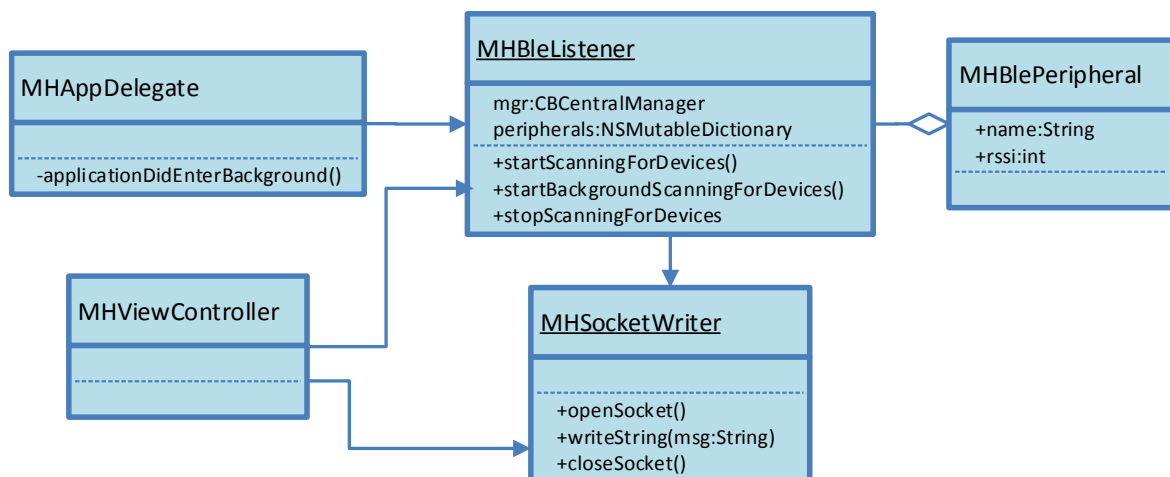 MHAppDelegate
-applicationDidEnterBackground()
MHBleListener
mgr:CBCentralManager
peripherals:NSMutableDictionary
+startScanningForDevices()
+startBackgroundScanningForDevices()
+stopScanningForDevices
MHBlePeripheral
+name:String
+rssi:int
MHViewController
MHSocketWriter
+openSocket()
+writeString(msg:String)
+closeSocket()